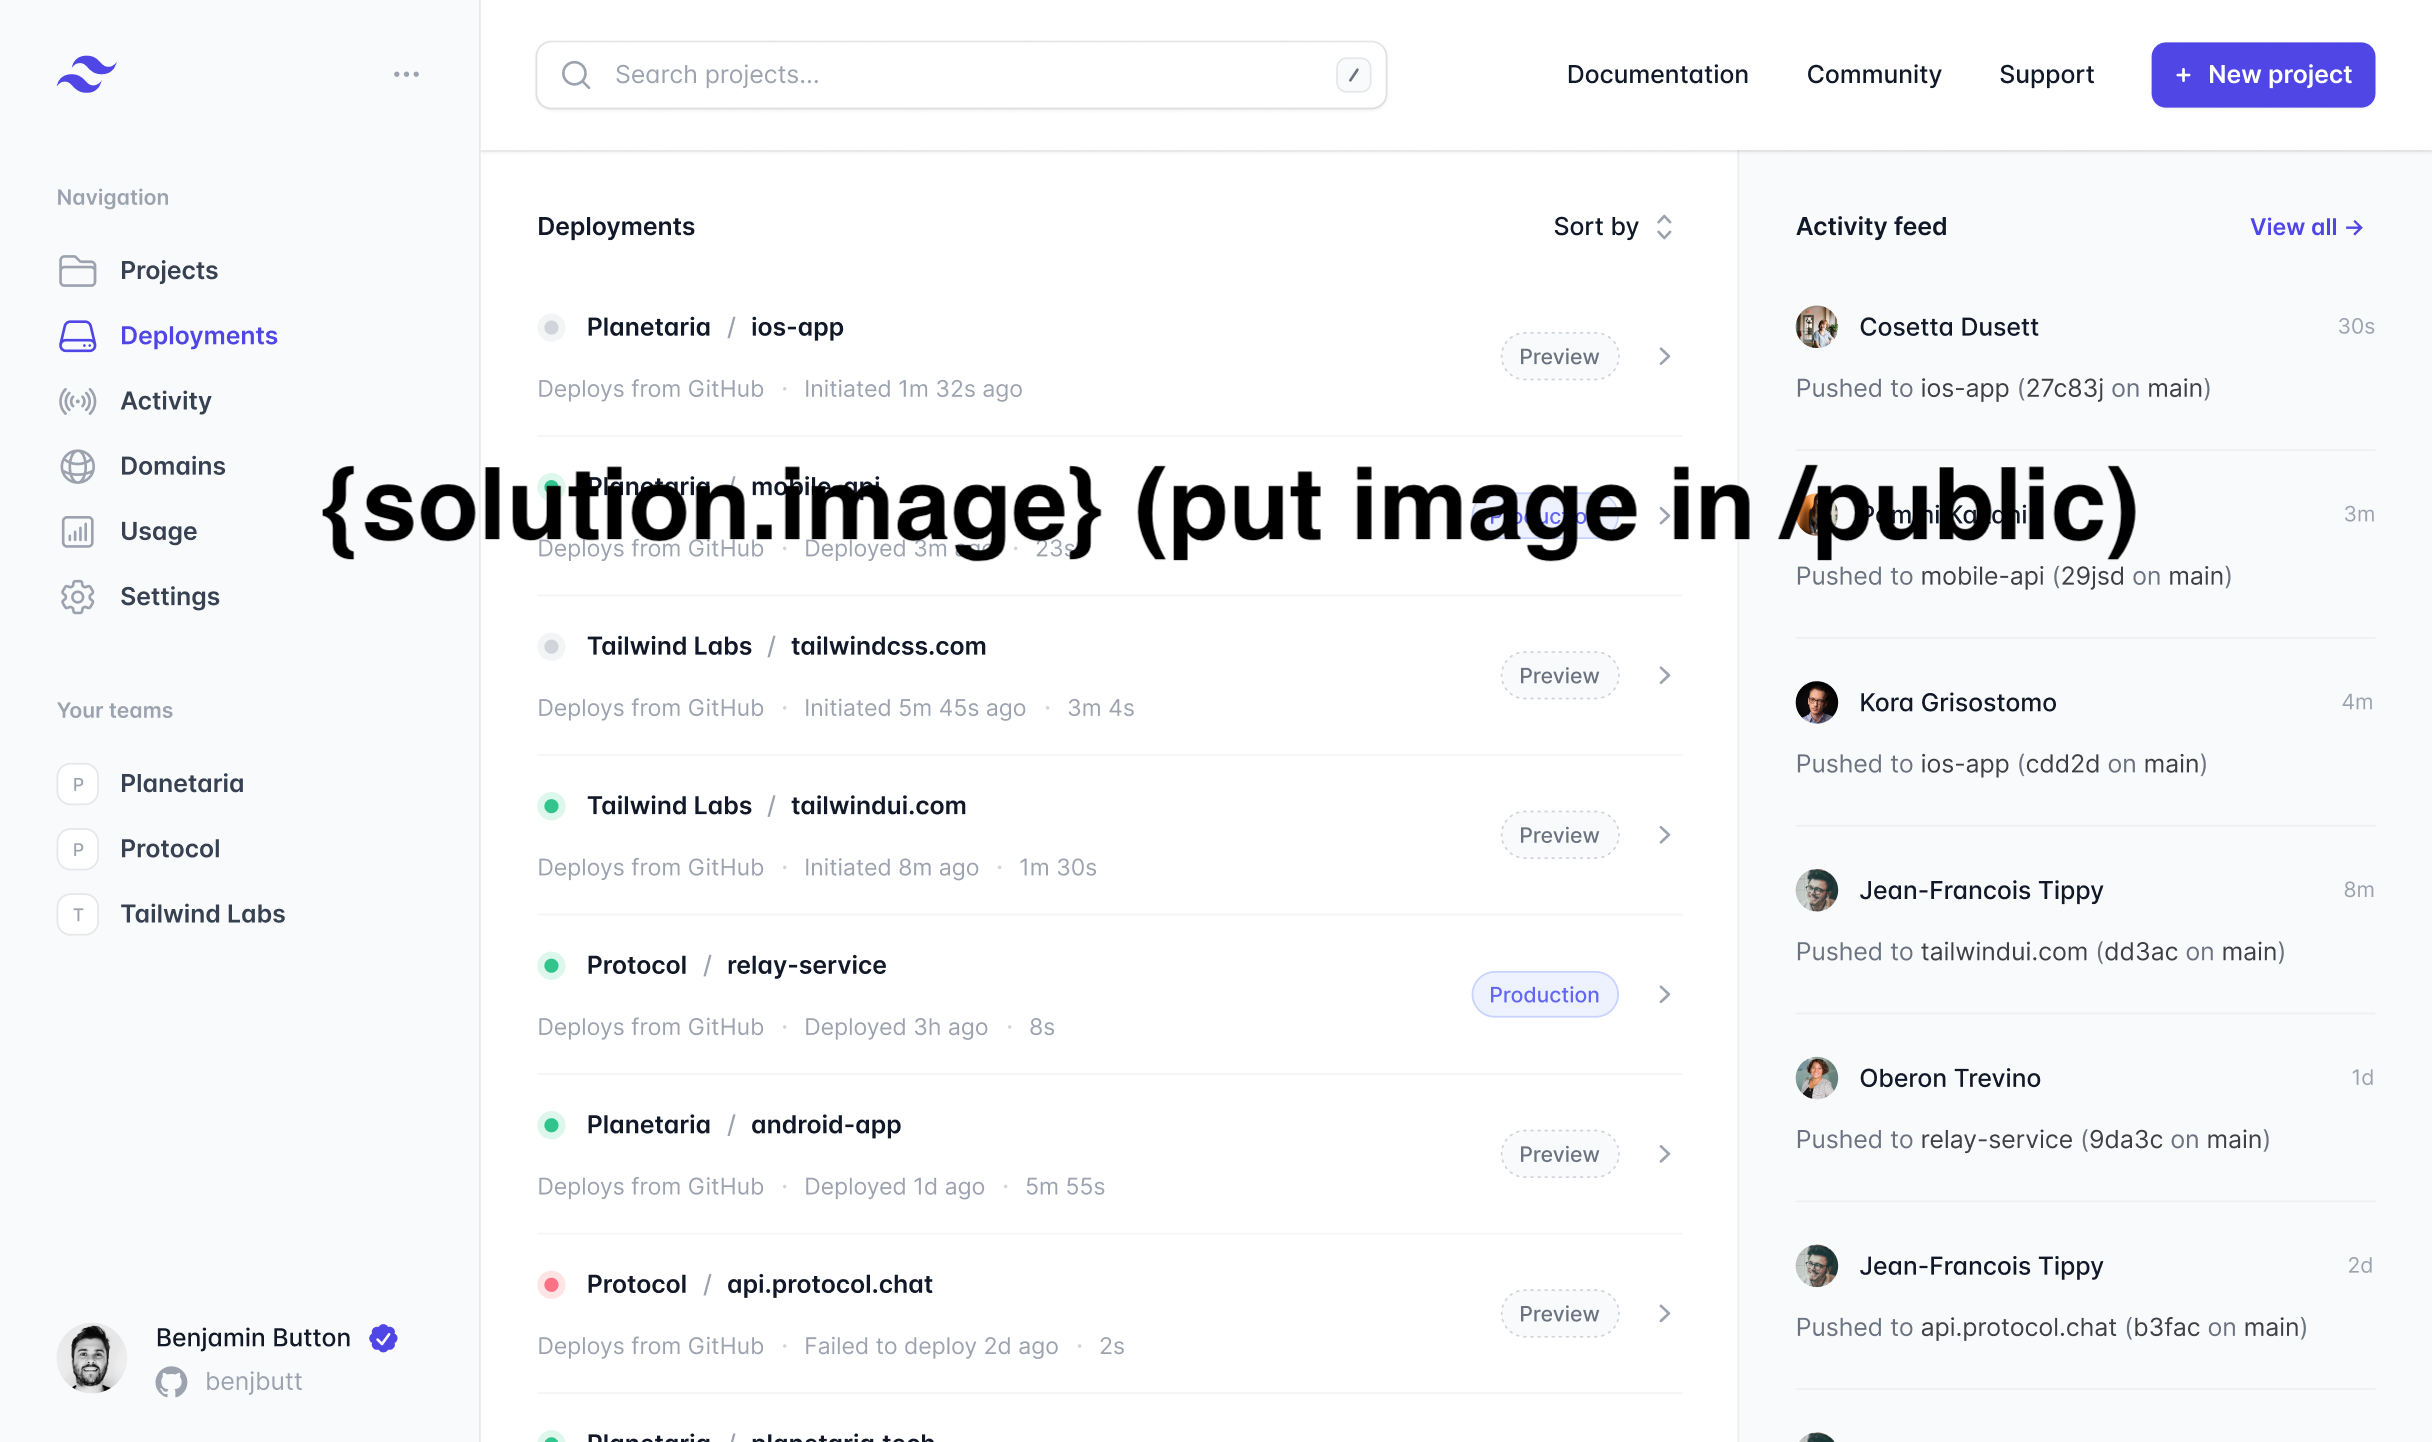 Search projects...
/
Documentation
Community
Support
+ New project
Navigation
Projects
Deployments
Activity
Domains
Usage
Settings
Your teams
P Planetaria
P Protocol
T Tailwind Labs
Benjamin Button
benjbutt
Deployments
Sort by
Planetaria / ios-app
Deploys from GitHub · Initiated 1m 32s ago
Preview
{solution.image} (put image in /public)
Planetaria / mobile-api
Deploys from GitHub · Deployed 3m ago · 23s
Production
Tailwind Labs / tailwindcss.com
Deploys from GitHub · Initiated 5m 45s ago · 3m 4s
Preview
Tailwind Labs / tailwindui.com
Deploys from GitHub · Initiated 8m ago · 1m 30s
Preview
Protocol / relay-service
Deploys from GitHub · Deployed 3h ago · 8s
Production
Planetaria / android-app
Deploys from GitHub · Deployed 1d ago · 5m 55s
Preview
Protocol / api.protocol.chat
Deploys from GitHub · Failed to deploy 2d ago · 2s
Preview
Planetaria / planetaria.tech
Activity feed
View all →
Cosetta Dusett 30s
Pushed to ios-app (27c83j on main)
3m
Pushed to mobile-api (29jsd on main)
Kora Grisostomo 4m
Pushed to ios-app (cdd2d on main)
Jean-Francois Tippy 8m
Pushed to tailwindui.com (dd3ac on main)
Oberon Trevino 1d
Pushed to relay-service (9da3c on main)
Jean-Francois Tippy 2d
Pushed to api.protocol.chat (b3fac on main)